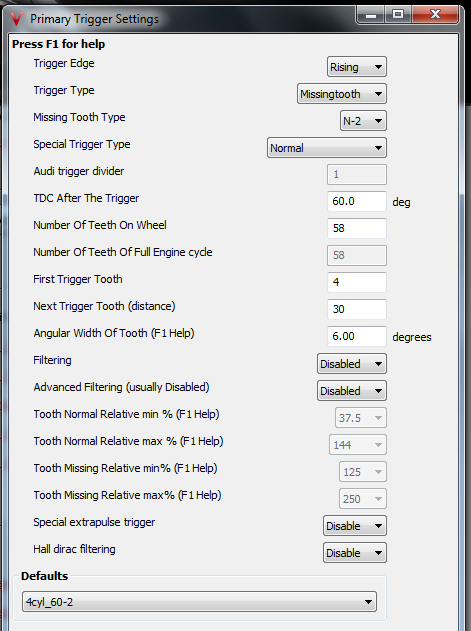 Primary Trigger Settings
Press F1 for help
Trigger Edge Rising
Trigger Type Missingtooth
Missing Tooth Type N-2
Special Trigger Type Normal
Audi trigger divider 1
TDC After The Trigger 60.0 deg
Number Of Teeth On Wheel 58
Number Of Teeth Of Full Engine cycle 58
First Trigger Tooth 4
Next Trigger Tooth (distance) 30
Angular Width Of Tooth (F1 Help) 6.00 degrees
Filtering Disabled
Advanced Filtering (usually Disabled) Disabled
Tooth Normal Relative min % (F1 Help) 37.5
Tooth Normal Relative max % (F1 Help) 144
Tooth Missing Relative min% (F1 Help) 125
Tooth Missing Relative max% (F1 Help) 250
Special extrapulse trigger Disable
Hall dirac filtering Disable
Defaults
4cyl_60-2